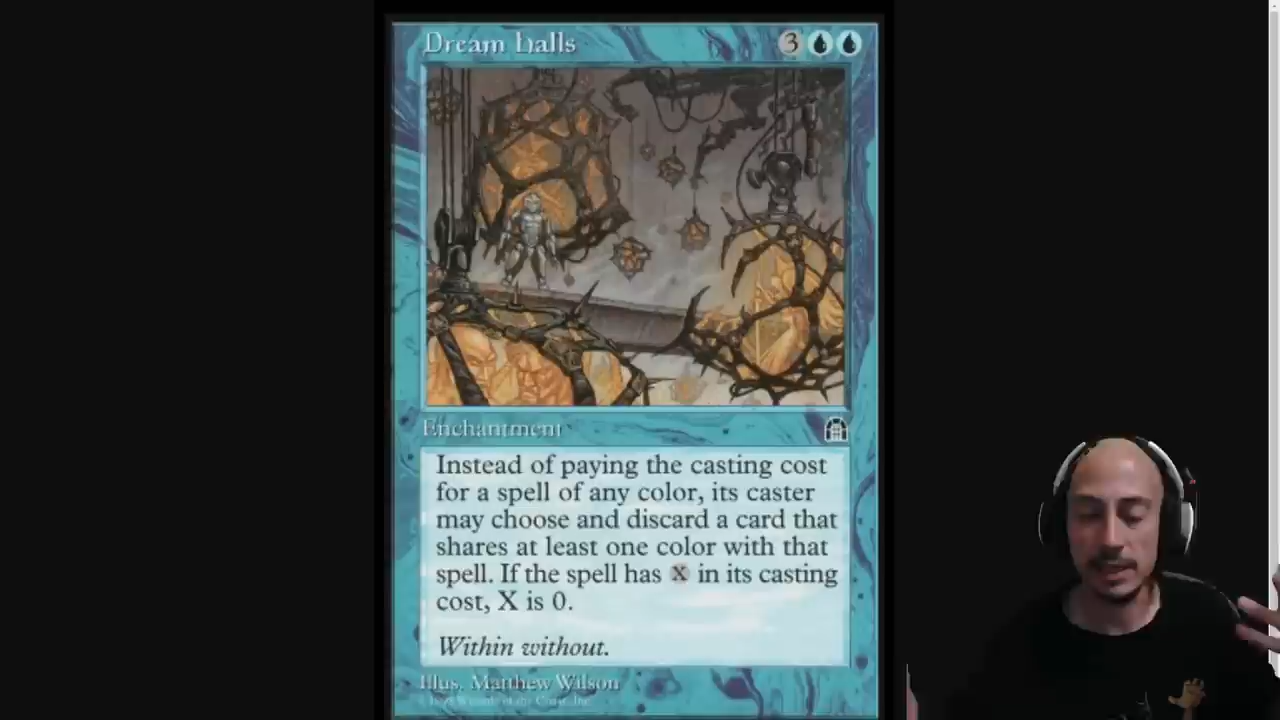 Dream Halls 3
Enchantment
Instead of paying the casting cost
for a spell of any color, its caster
may choose and discard a card that
shares at least one color with that
spell. If the spell has X in its casting
cost, X is 0.
Within without.
Illus. Matthew Wilson